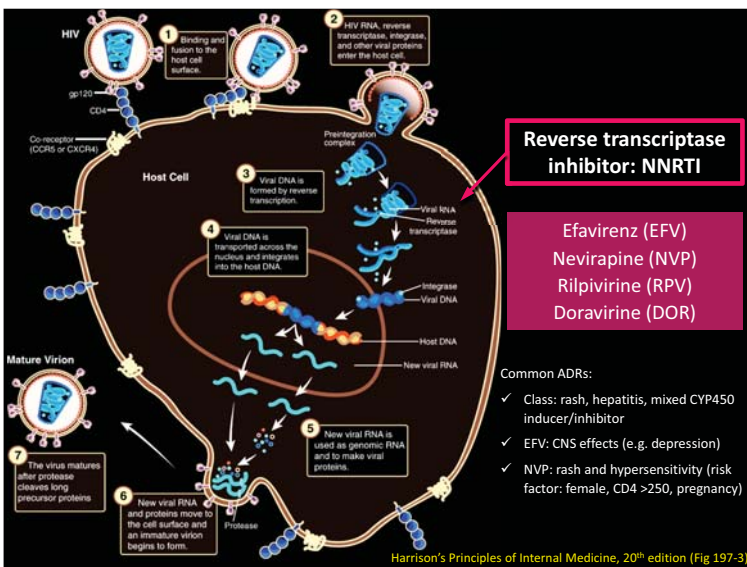 HIV
1
Binding and
fusion to the
host cell
surface.
2
HIV RNA, reverse
transcriptase, integrase,
and other viral proteins
enter the host cell.
gp120
CD4
Co-receptor
(CCR5 or CXCR4)
Preintegration
complex
Host Cell
3
Viral DNA is
formed by reverse
transcription.
Viral RNA
Reverse
transcriptase
4
Viral DNA is
transported across the
nucleus and integrates
into the host DNA.
Integrase
Viral DNA
Host DNA
New viral RNA
Mature Virion
5
New viral RNA is
used as genomic RNA
and to make viral
proteins.
7
The virus matures
after protease
cleaves long
precursor proteins
6
New viral RNA
and proteins move to
the cell surface and
an immature virion
begins to form.
Protease
Reverse transcriptase
inhibitor: NNRTI
Efavirenz (EFV)
Nevirapine (NVP)
Rilpivirine (RPV)
Doravirine (DOR)
Common ADRs:
✓ Class: rash, hepatitis, mixed CYP450
inducer/inhibitor
✓ EFV: CNS effects (e.g. depression)
✓ NVP: rash and hypersensitivity (risk
factor: female, CD4 >250, pregnancy)
Harrison's Principles of Internal Medicine, 20th edition (Fig 197-3)